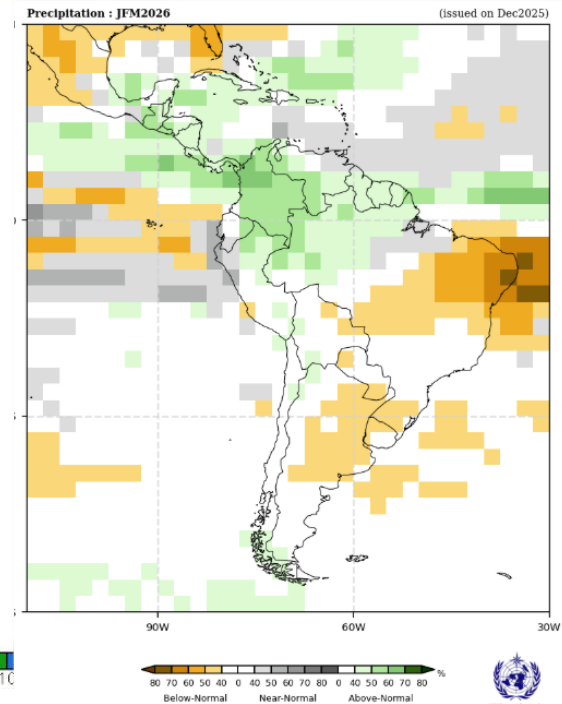 Precipitation : JFM2026 (issued on Dec2025)
90W 60W 30W
10
80 70 60 50 40 0 40 50 60 70 80 0 40 50 60 70 80 %
Below-Normal Near-Normal Above-Normal